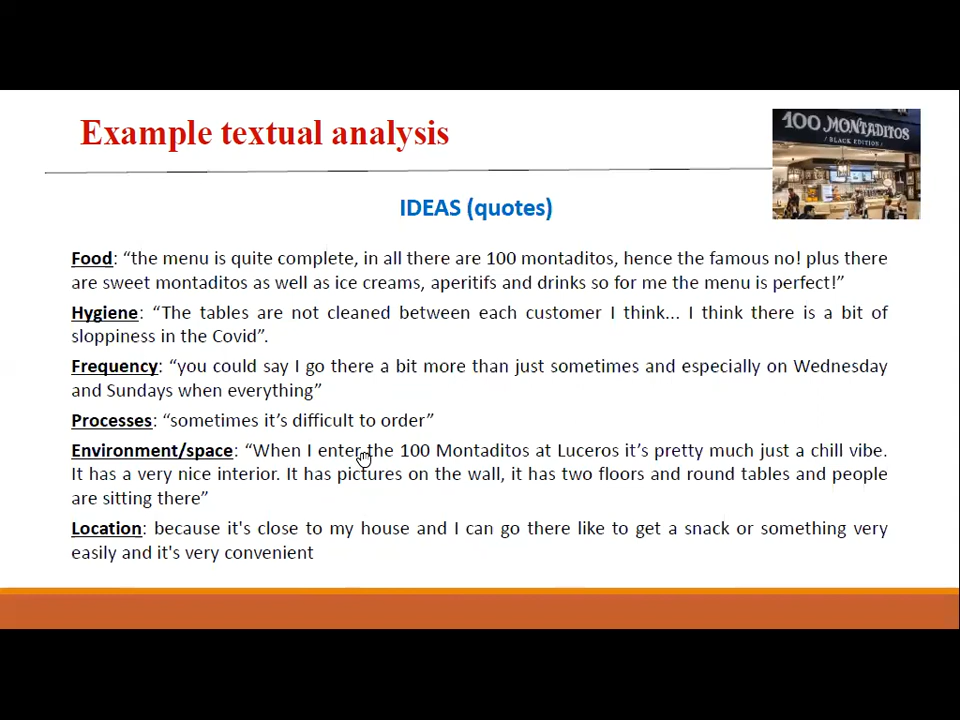 Example textual analysis
100 MONTADITOS
/ BLACK EDITION /
IDEAS (quotes)
Food: “the menu is quite complete, in all there are 100 montaditos, hence the famous no! plus there
are sweet montaditos as well as ice creams, aperitifs and drinks so for me the menu is perfect!”
Hygiene: “The tables are not cleaned between each customer I think... I think there is a bit of
sloppiness in the Covid”.
Frequency: “you could say I go there a bit more than just sometimes and especially on Wednesday
and Sundays when everything”
Processes: “sometimes it’s difficult to order”
Environment/space: “When I enter the 100 Montaditos at Luceros it’s pretty much just a chill vibe.
It has a very nice interior. It has pictures on the wall, it has two floors and round tables and people
are sitting there”
Location: because it's close to my house and I can go there like to get a snack or something very
easily and it's very convenient